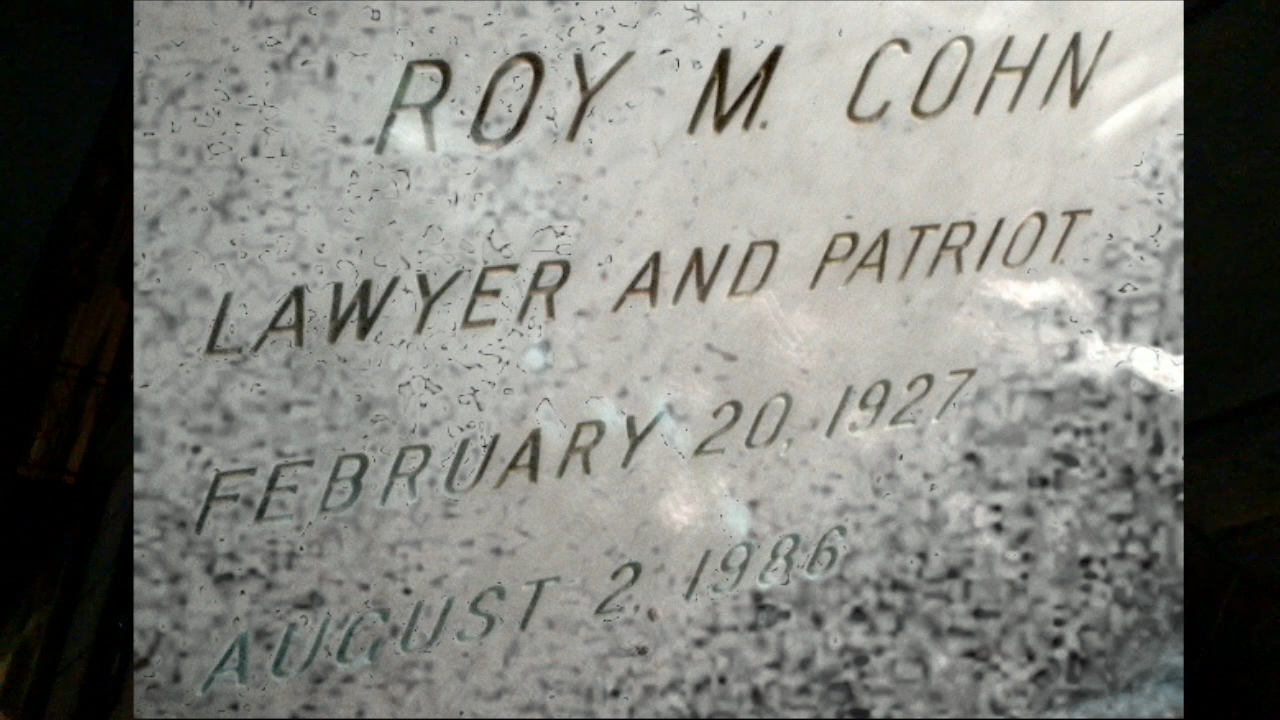 ROY M. COHN
LAWYER AND PATRIOT
FEBRUARY 20, 1927
AUGUST 2, 1986